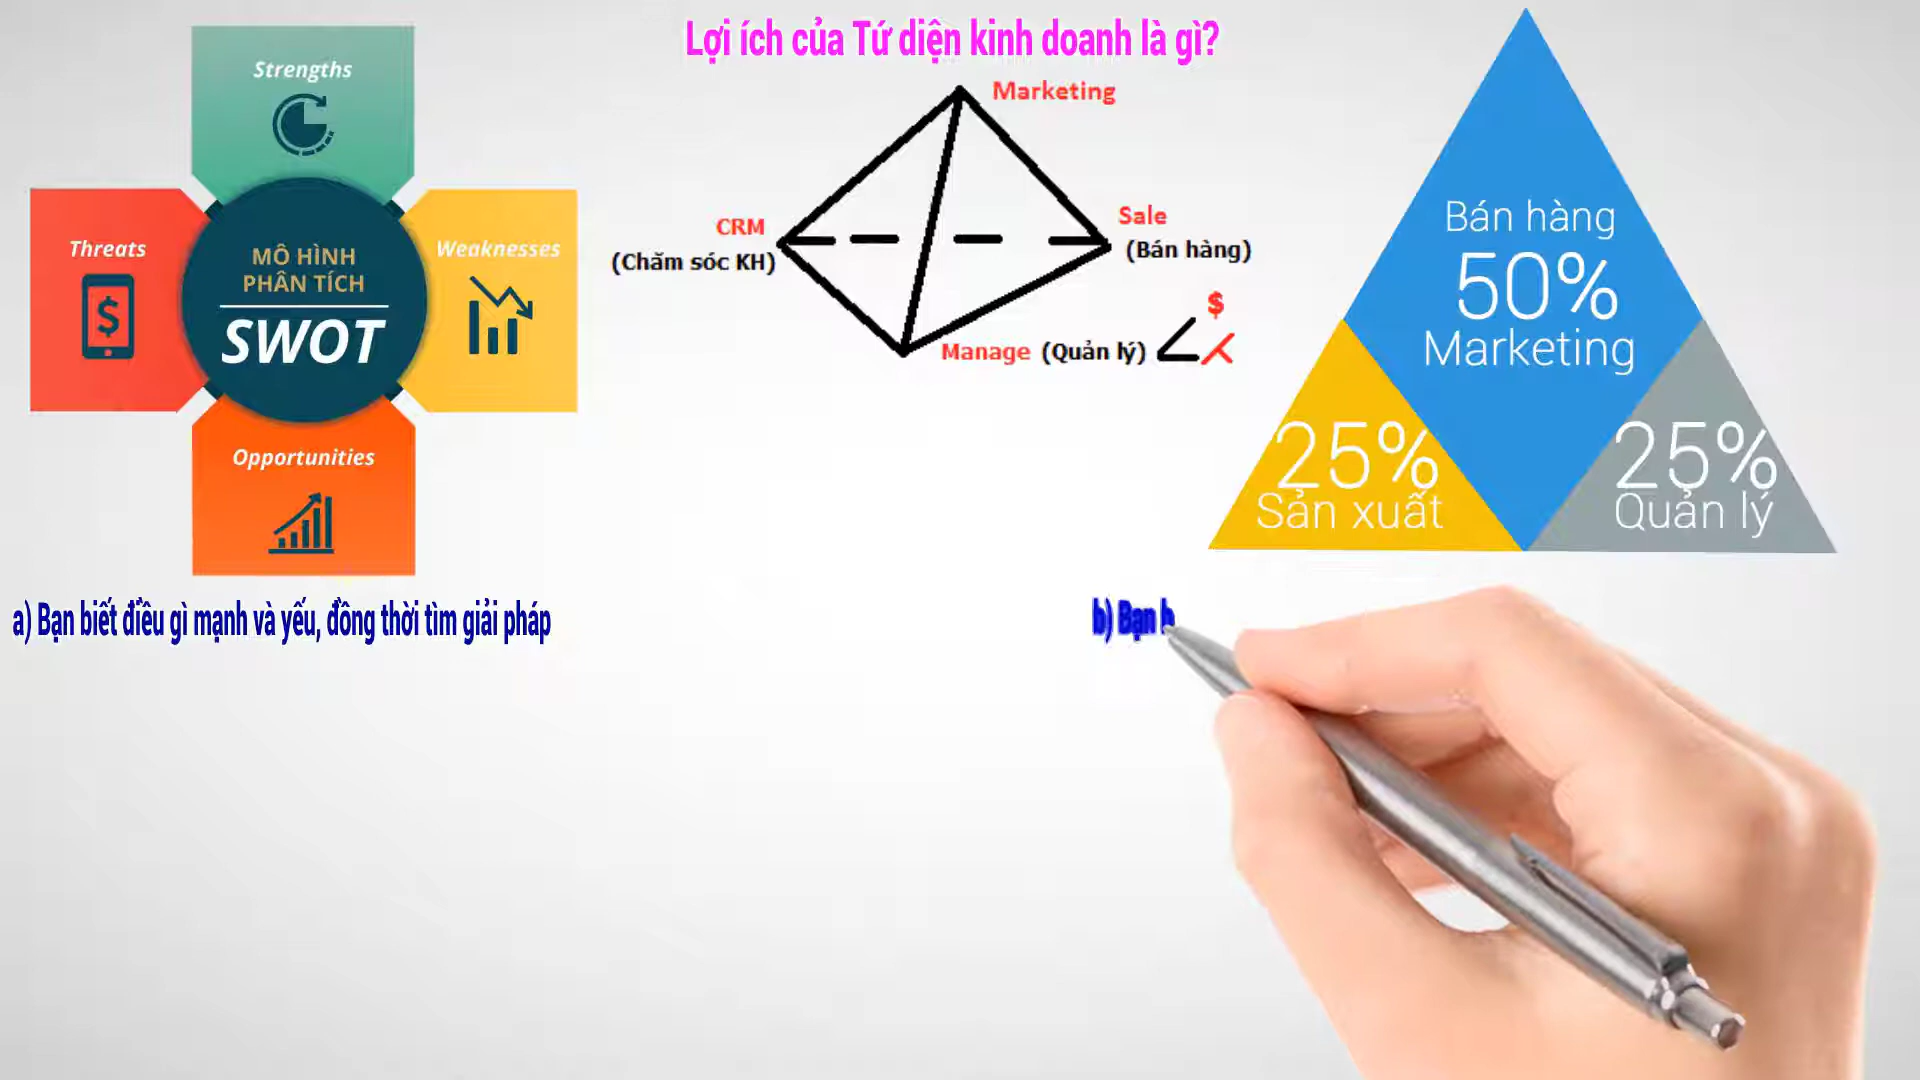 Lợi ích của Tứ diện kinh doanh là gì?
Strengths
Threats
Weaknesses
MÔ HÌNH
PHÂN TÍCH
SWOT
Opportunities
Marketing
CRM
(Chăm sóc KH)
Sale
(Bán hàng)
$
Manage (Quản lý)
Bán hàng
50%
Marketing
25%
Sản xuất
25%
Quản lý
a) Bạn biết điều gì mạnh và yếu, đồng thời tìm giải pháp
b) Bạn